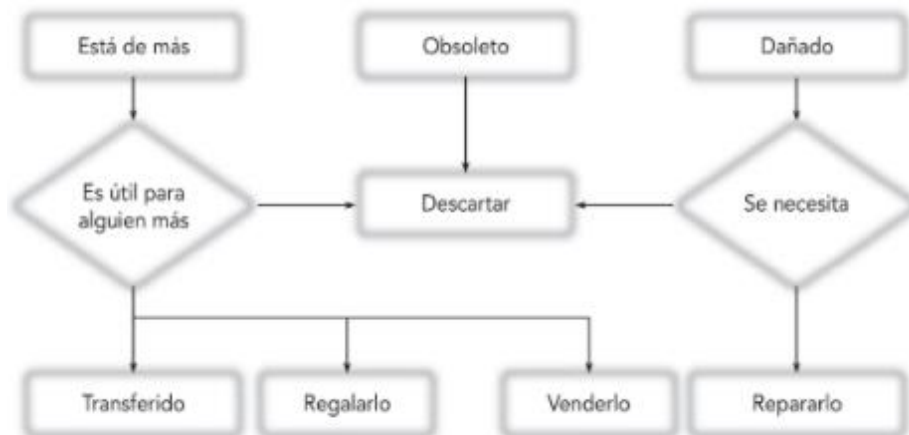 Está de más
Obsoleto
Dañado
Es útil para
alguien más
Descartar
Se necesita
Transferido
Regalarlo
Venderlo
Repararlo